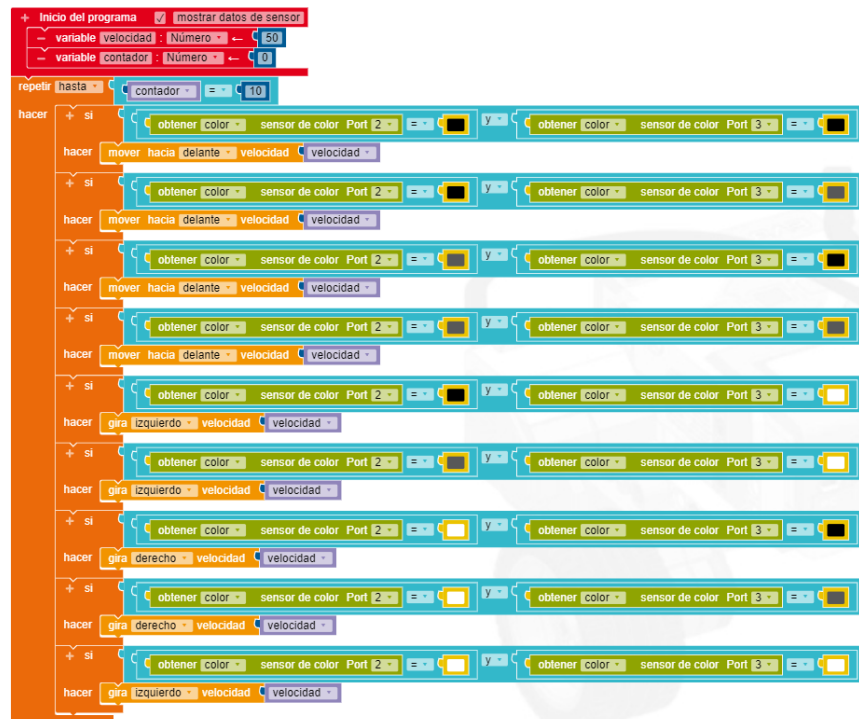 + Inicio del programa ✓ mostrar datos de sensor
− variable velocidad : Número ← 50
− variable contador : Número ← 0
repetir hasta contador = 10
hacer + si obtener color sensor de color Port 2 = y obtener color sensor de color Port 3 =
hacer mover hacia delante velocidad velocidad
+ si obtener color sensor de color Port 2 = y obtener color sensor de color Port 3 =
hacer mover hacia delante velocidad velocidad
+ si obtener color sensor de color Port 2 = y obtener color sensor de color Port 3 =
hacer mover hacia delante velocidad velocidad
+ si obtener color sensor de color Port 2 = y obtener color sensor de color Port 3 =
hacer mover hacia delante velocidad velocidad
+ si obtener color sensor de color Port 2 = y obtener color sensor de color Port 3 =
hacer gira izquierdo velocidad velocidad
+ si obtener color sensor de color Port 2 = y obtener color sensor de color Port 3 =
hacer gira izquierdo velocidad velocidad
+ si obtener color sensor de color Port 2 = y obtener color sensor de color Port 3 =
hacer gira derecho velocidad velocidad
+ si obtener color sensor de color Port 2 = y obtener color sensor de color Port 3 =
hacer gira derecho velocidad velocidad
+ si obtener color sensor de color Port 2 = y obtener color sensor de color Port 3 =
hacer gira izquierdo velocidad velocidad